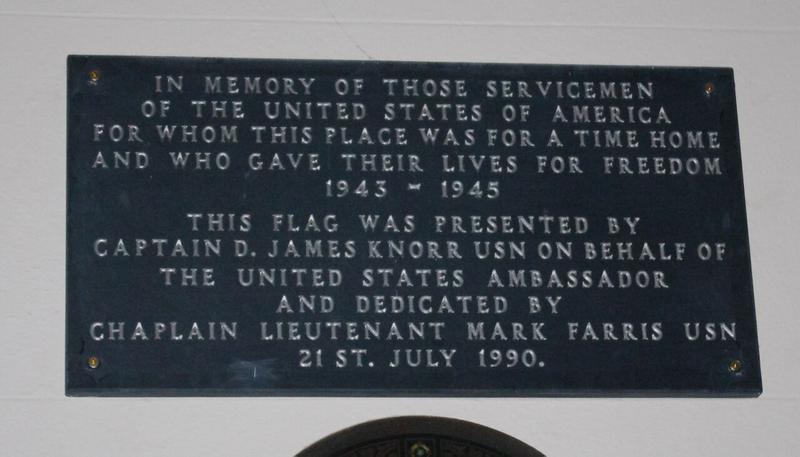 IN MEMORY OF THOSE SERVICEMEN
OF THE UNITED STATES OF AMERICA
FOR WHOM THIS PLACE WAS FOR A TIME HOME
AND WHO GAVE THEIR LIVES FOR FREEDOM
1943 - 1945
THIS FLAG WAS PRESENTED BY
CAPTAIN D. JAMES KNORR USN ON BEHALF OF
THE UNITED STATES AMBASSADOR
AND DEDICATED BY
CHAPLAIN LIEUTENANT MARK FARRIS USN
21 ST. JULY 1990.